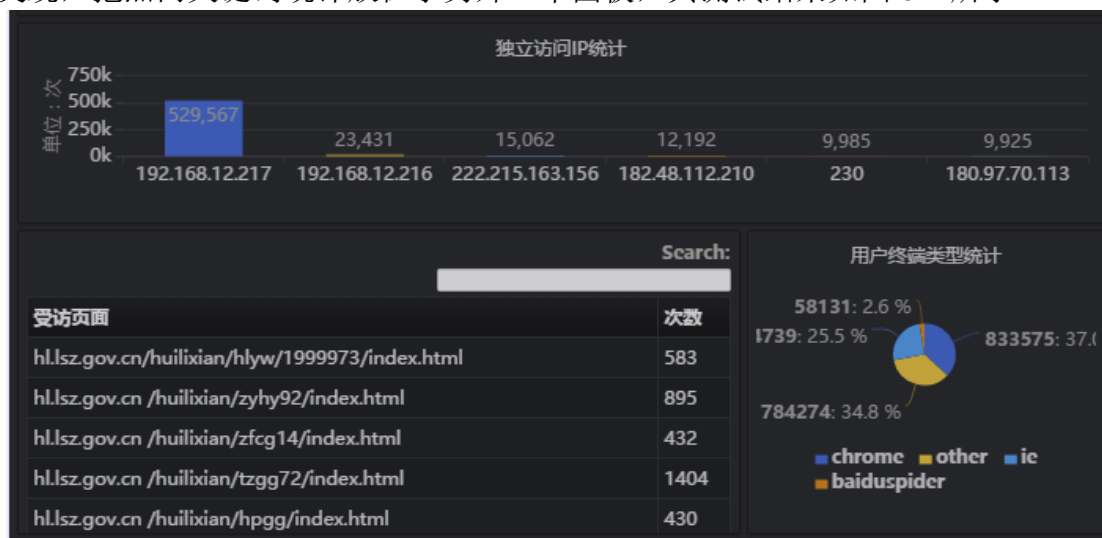 独立访问IP统计
单位：次
750k
500k
250k
0k
529,567
23,431
15,062
12,192
9,985
9,925
192.168.12.217
192.168.12.216
222.215.163.156
182.48.112.210
230
180.97.70.113
Search:
受访页面 次数
hl.lsz.gov.cn/huilixian/hlyw/1999973/index.html 583
hl.lsz.gov.cn /huilixian/zyhy92/index.html 895
hl.lsz.gov.cn /huilixian/zfcg14/index.html 432
hl.lsz.gov.cn /huilixian/tzgg72/index.html 1404
hl.lsz.gov.cn /huilixian/hpgg/index.html 430
用户终端类型统计
58131: 2.6 %
4739: 25.5 %
833575: 37.
784274: 34.8 %
chrome other ie
baiduspider